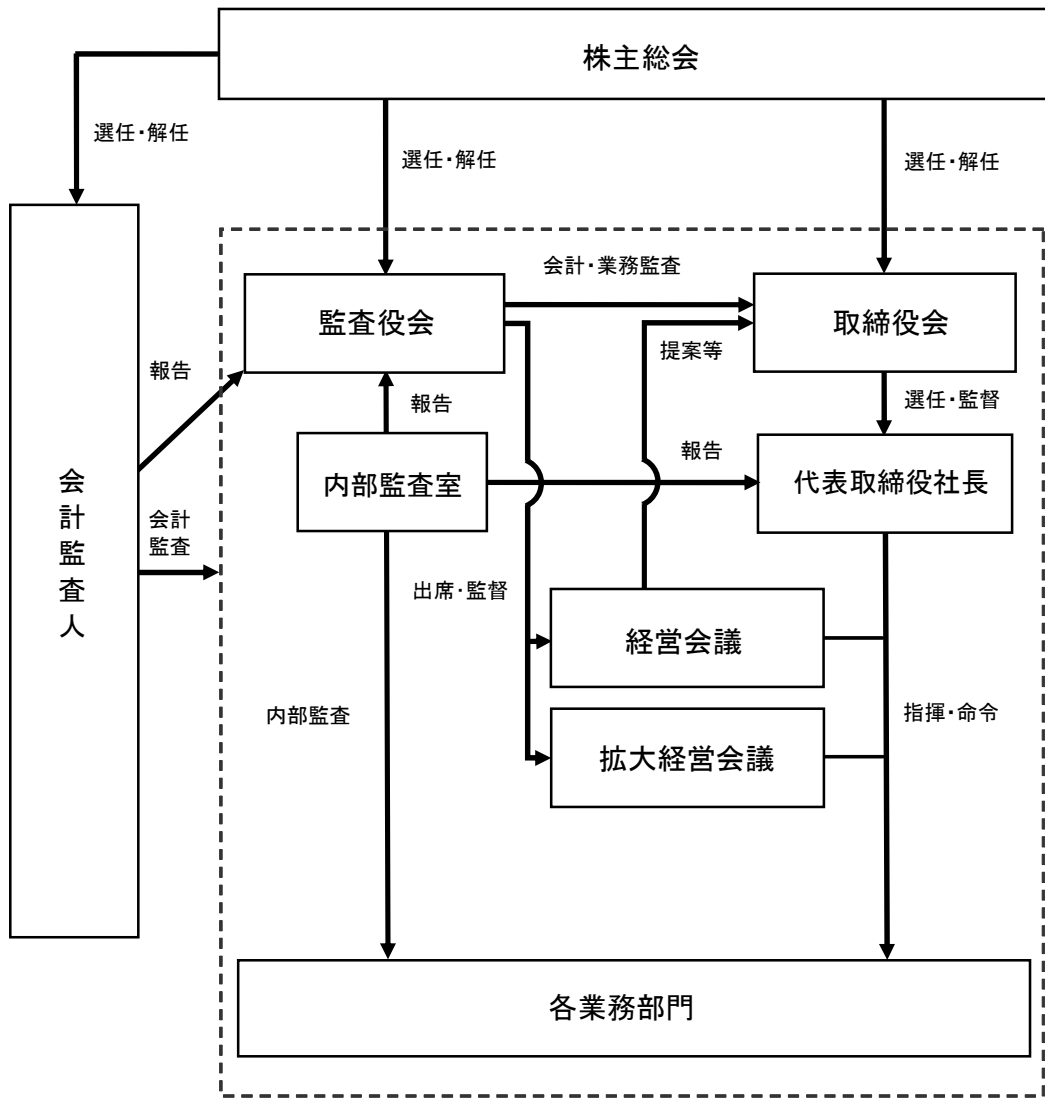 株主総会
選任・解任
選任・解任
選任・解任
会計・業務監査
監査役会
取締役会
提案等
報告
報告
選任・監督
報告
内部監査室
代表取締役社長
会計監査人
会計
監査
出席・監督
経営会議
内部監査
指揮・命令
拡大経営会議
各業務部門